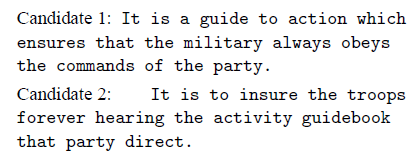 Candidate 1: It is a guide to action which
ensures that the military always obeys
the commands of the party.
Candidate 2: It is to insure the troops
forever hearing the activity guidebook
that party direct.